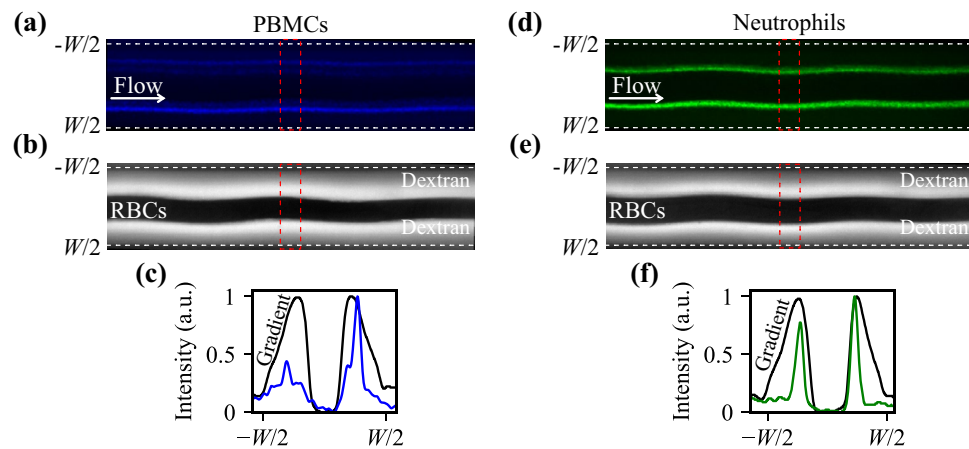 (a)
PBMCs
-W/2
Flow
W/2
(b)
-W/2
Dextran
RBCs
Dextran
W/2
(c)
Intensity (a.u.)
1
0.5
0
Gradient
−W/2
W/2
(d)
Neutrophils
-W/2
Flow
W/2
(e)
-W/2
Dextran
RBCs
Dextran
W/2
(f)
Intensity (a.u.)
1
0.5
0
Gradient
−W/2
W/2